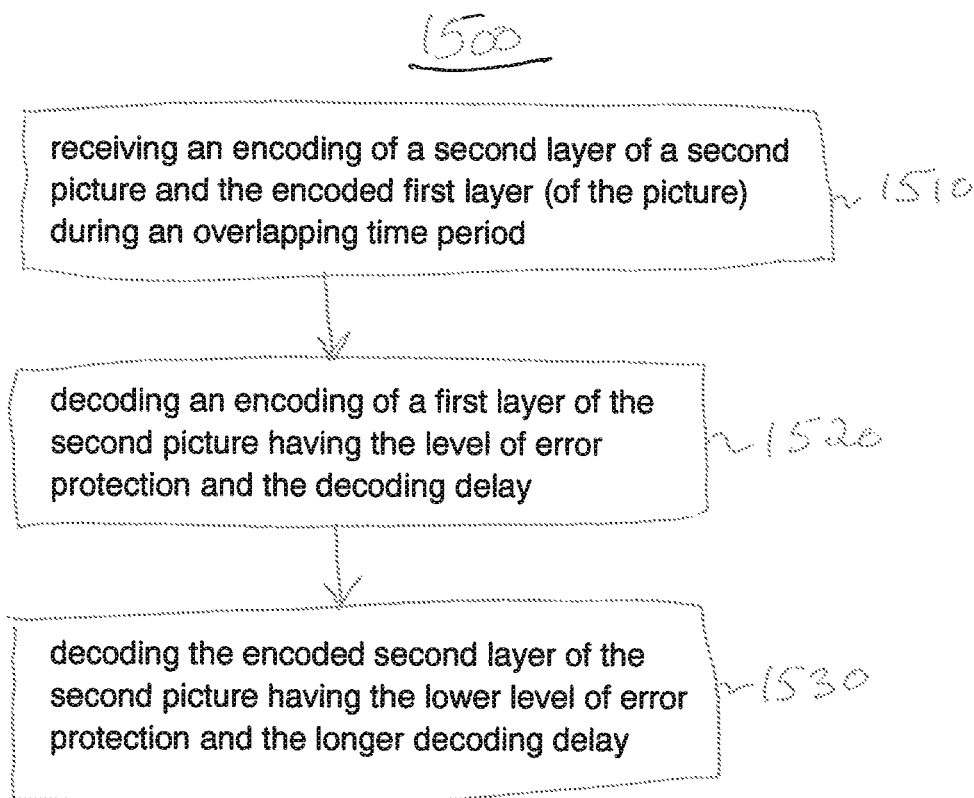 1500
receiving an encoding of a second layer of a second
picture and the encoded first layer (of the picture)
during an overlapping time period
1510
decoding an encoding of a first layer of the
second picture having the level of error
protection and the decoding delay
1520
decoding the encoded second layer of the
second picture having the lower level of error
protection and the longer decoding delay
1530